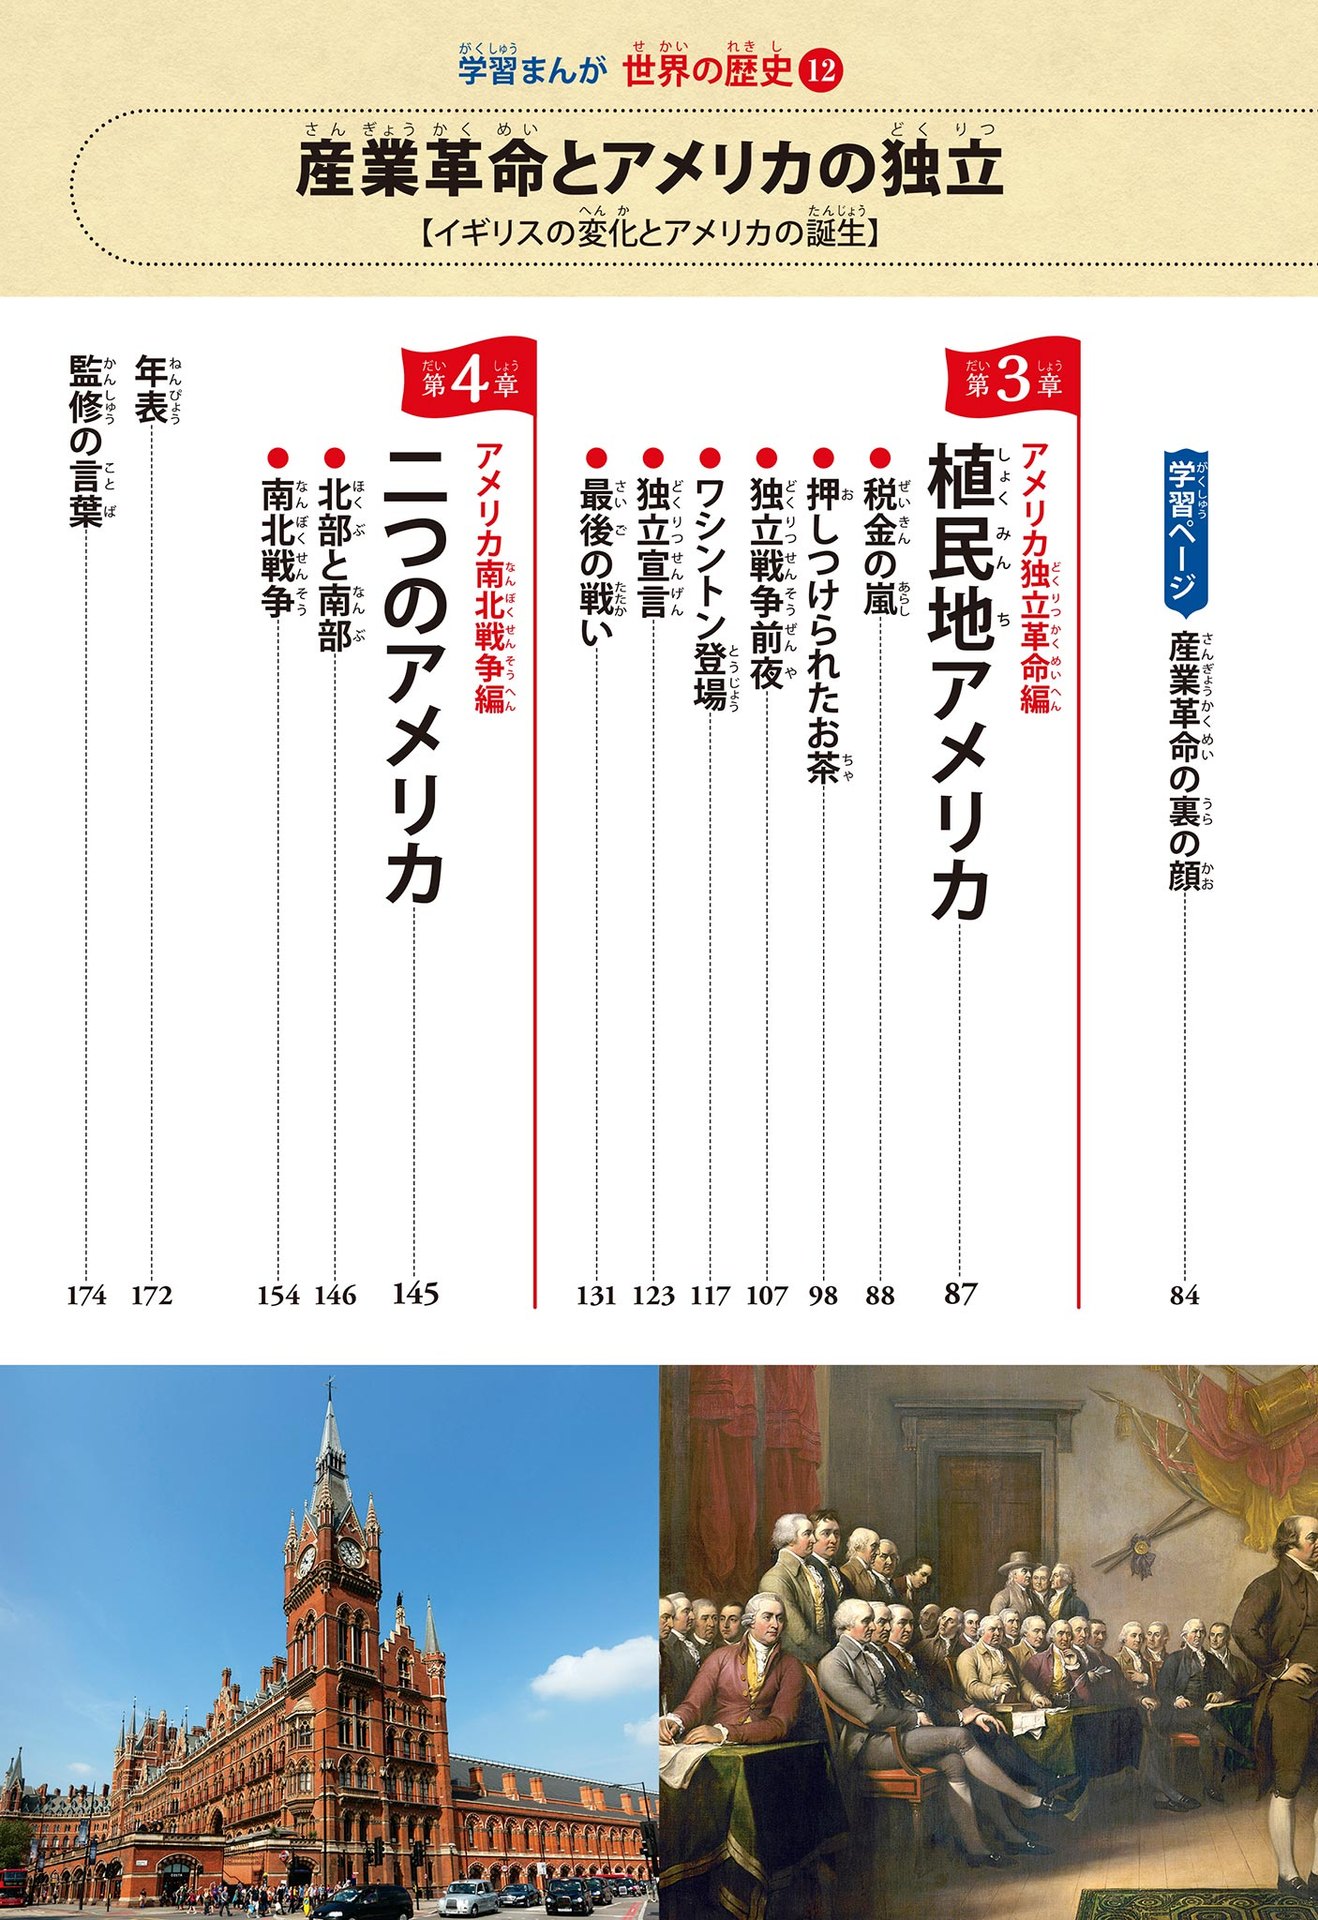 学習まんが 世界の歴史12
産業革命とアメリカの独立
【イギリスの変化とアメリカの誕生】
学習ページ 産業革命の裏の顔 84
第3章
アメリカ独立革命編
植民地アメリカ 87
●税金の嵐 88
●押しつけられたお茶 98
●独立戦争前夜 107
●ワシントン登場 117
●独立宣言 123
●最後の戦い 131
第4章
アメリカ南北戦争編
二つのアメリカ 145
●北部と南部 146
●南北戦争 154
年表 172
監修の言葉 174